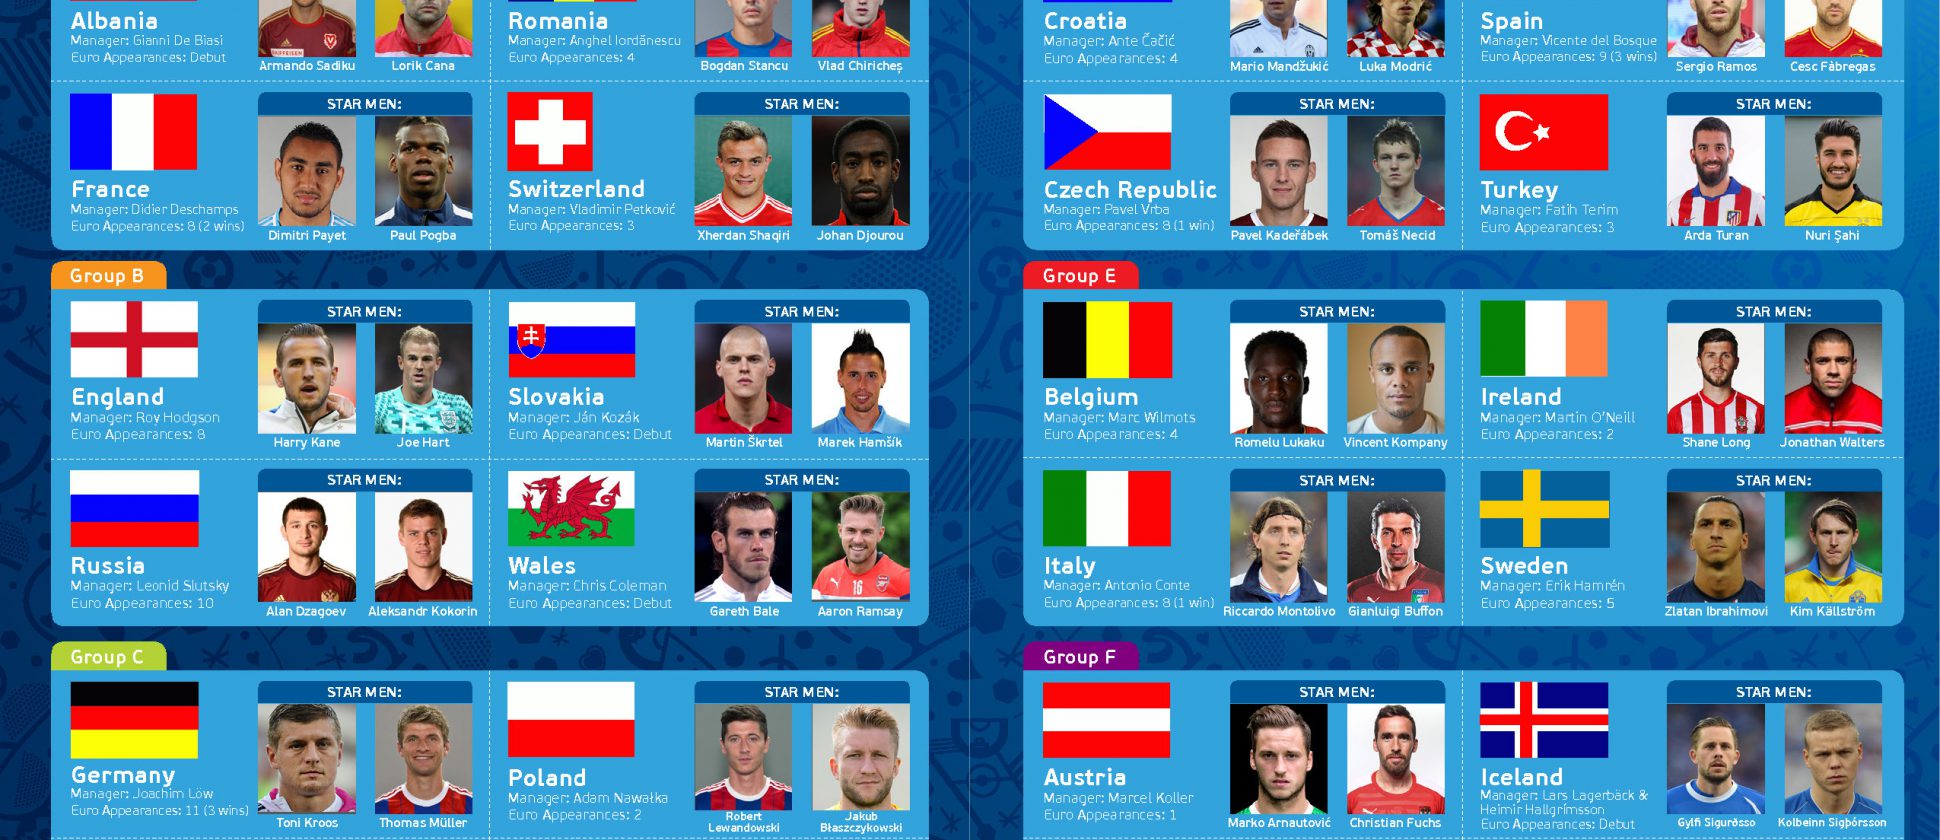 Albania
Manager: Gianni De Biasi
Euro Appearances: Debut
Armando Sadiku
Lorik Cana
Romania
Manager: Anghel Iordănescu
Euro Appearances: 4
Bogdan Stancu
Vlad Chiricheș
France
Manager: Didier Deschamps
Euro Appearances: 8 (2 wins)
STAR MEN:
Dimitri Payet
Paul Pogba
Switzerland
Manager: Vladimir Petković
Euro Appearances: 3
STAR MEN:
Xherdan Shaqiri
Johan Djourou
Group B
England
Manager: Roy Hodgson
Euro Appearances: 8
STAR MEN:
Harry Kane
Joe Hart
Slovakia
Manager: Ján Kozák
Euro Appearances: Debut
STAR MEN:
Martin Škrtel
Marek Hamšík
Russia
Manager: Leonid Slutsky
Euro Appearances: 10
STAR MEN:
Alan Dzagoev
Aleksandr Kokorin
Wales
Manager: Chris Coleman
Euro Appearances: Debut
STAR MEN:
Gareth Bale
16
Aaron Ramsay
Group C
Germany
Manager: Joachim Löw
Euro Appearances: 11 (3 wins)
STAR MEN:
Toni Kroos
Thomas Müller
Poland
Manager: Adam Nawałka
Euro Appearances: 2
STAR MEN:
Robert
Lewandowski
Jakub
Błaszczykowski
Croatia
Manager: Ante Čačić
Euro Appearances: 4
Mario Mandžukić
Luka Modrić
Spain
Manager: Vicente del Bosque
Euro Appearances: 9 (3 wins)
Sergio Ramos
Cesc Fàbregas
Czech Republic
Manager: Pavel Vrba
Euro Appearances: 8 (1 win)
STAR MEN:
Pavel Kadeřábek
Tomáš Necid
Turkey
Manager: Fatih Terim
Euro Appearances: 3
STAR MEN:
Arda Turan
Nuri Şahi
Group E
Belgium
Manager: Marc Wilmots
Euro Appearances: 4
STAR MEN:
Romelu Lukaku
Vincent Kompany
Ireland
Manager: Martin O'Neill
Euro Appearances: 2
STAR MEN:
Shane Long
Jonathan Walters
Italy
Manager: Antonio Conte
Euro Appearances: 8 (1 win)
STAR MEN:
Riccardo Montolivo
Gianluigi Buffon
Sweden
Manager: Erik Hamrén
Euro Appearances: 5
STAR MEN:
Zlatan Ibrahimovi
Kim Källström
Group F
Austria
Manager: Marcel Koller
Euro Appearances: 1
STAR MEN:
Marko Arnautović
Christian Fuchs
Iceland
Manager: Lars Lagerbäck &
Heimir Hallgrímsson
Euro Appearances: Debut
STAR MEN:
Gylfi Sigurðsso
Kolbeinn Sigþórsson